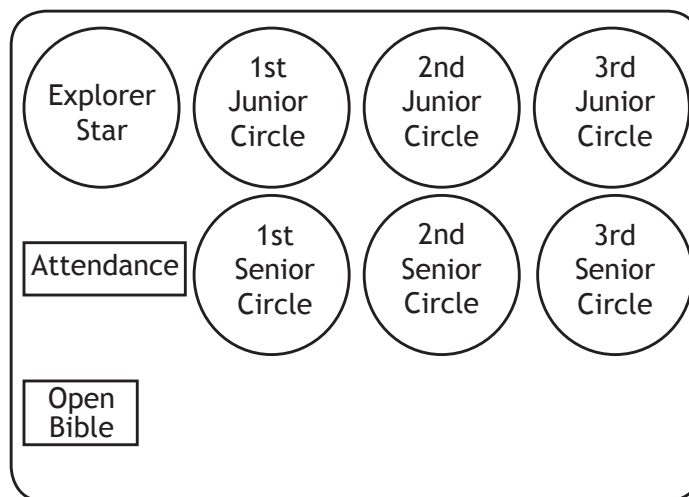 Explorer
Star
1st
Junior
Circle
2nd
Junior
Circle
3rd
Junior
Circle
Attendance
1st
Senior
Circle
2nd
Senior
Circle
3rd
Senior
Circle
Open
Bible